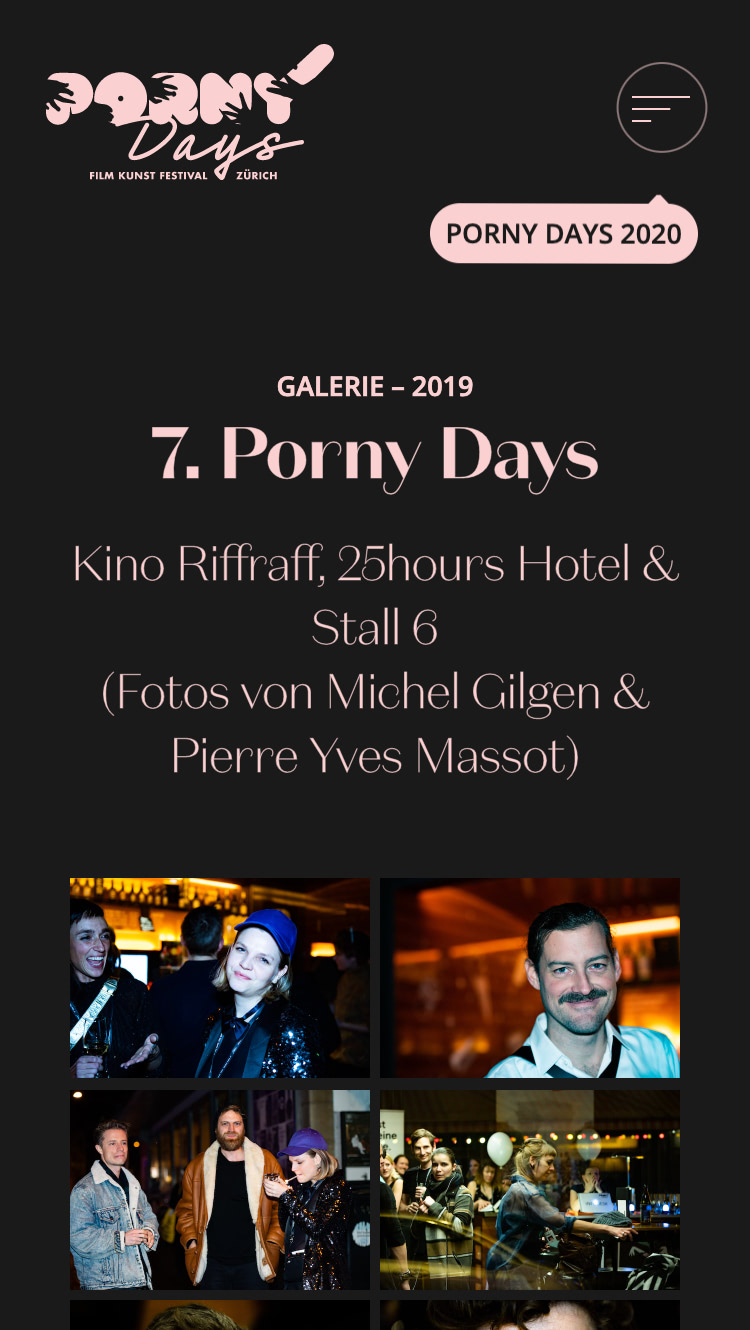 PORNY
Days
FILM KUNST FESTIVAL ZÜRICH
PORNY DAYS 2020
GALERIE – 2019
7. Porny Days
Kino Riffraff, 25hours Hotel &
Stall 6
(Fotos von Michel Gilgen &
Pierre Yves Massot)